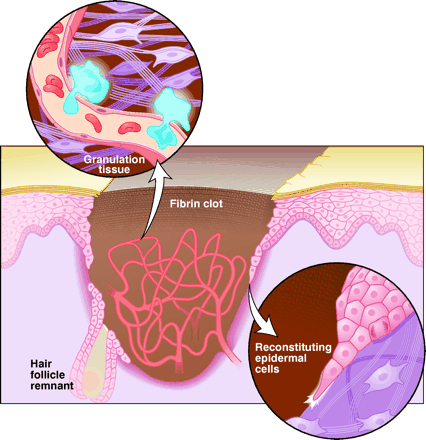 Granulation
tissue
Fibrin clot
Reconstituting
epidermal
cells
Hair
follicle
remnant